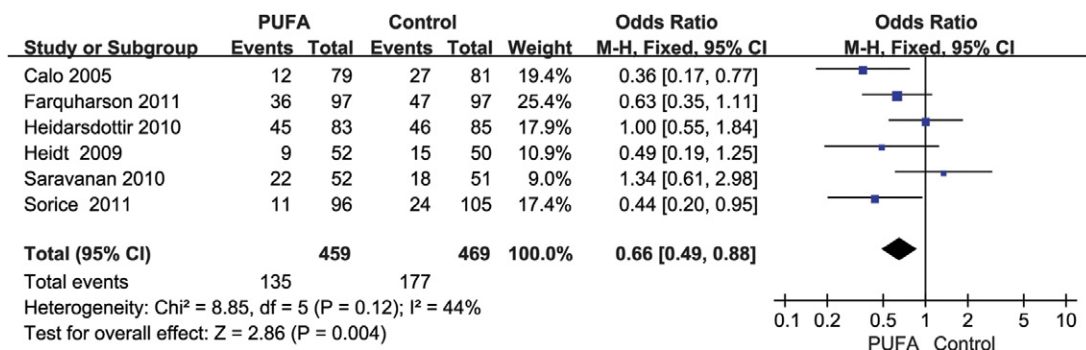 PUFA Control Odds Ratio Odds Ratio
Study or Subgroup Events Total Events Total Weight M-H, Fixed, 95% CI M-H, Fixed, 95% CI
Calo 2005 12 79 27 81 19.4% 0.36 [0.17, 0.77]
Farquharson 2011 36 97 47 97 25.4% 0.63 [0.35, 1.11]
Heidarsdottir 2010 45 83 46 85 17.9% 1.00 [0.55, 1.84]
Heidt 2009 9 52 15 50 10.9% 0.49 [0.19, 1.25]
Saravanan 2010 22 52 18 51 9.0% 1.34 [0.61, 2.98]
Sorice 2011 11 96 24 105 17.4% 0.44 [0.20, 0.95]
Total (95% CI) 459 469 100.0% 0.66 [0.49, 0.88]
Total events 135 177
Heterogeneity: Chi² = 8.85, df = 5 (P = 0.12); I² = 44%
Test for overall effect: Z = 2.86 (P = 0.004)
0.1 0.2 0.5 1 2 5 10
PUFA Control